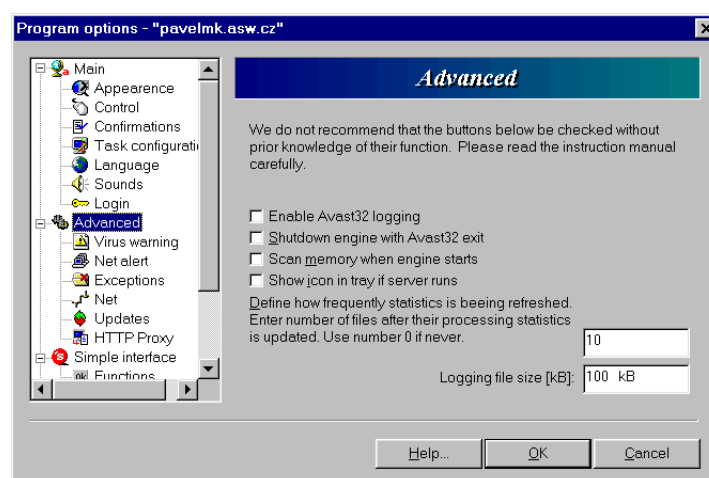 Program options - "pavelmk.asw.cz"
Main
Appearence
Control
Confirmations
Task configurati
Language
Sounds
Login
Advanced
Virus warning
Net alert
Exceptions
Net
Updates
HTTP Proxy
Simple interface
Functions
Advanced
We do not recommend that the buttons below be checked without
prior knowledge of their function. Please read the instruction manual
carefully.
Enable Avast32 logging
Shutdown engine with Avast32 exit
Scan memory when engine starts
Show icon in tray if server runs
Define how frequently statistics is beeing refreshed.
Enter number of files after their processing statistics
is updated. Use number 0 if never.
10
Logging file size [kB]:
100 kB
Help...
OK
Cancel